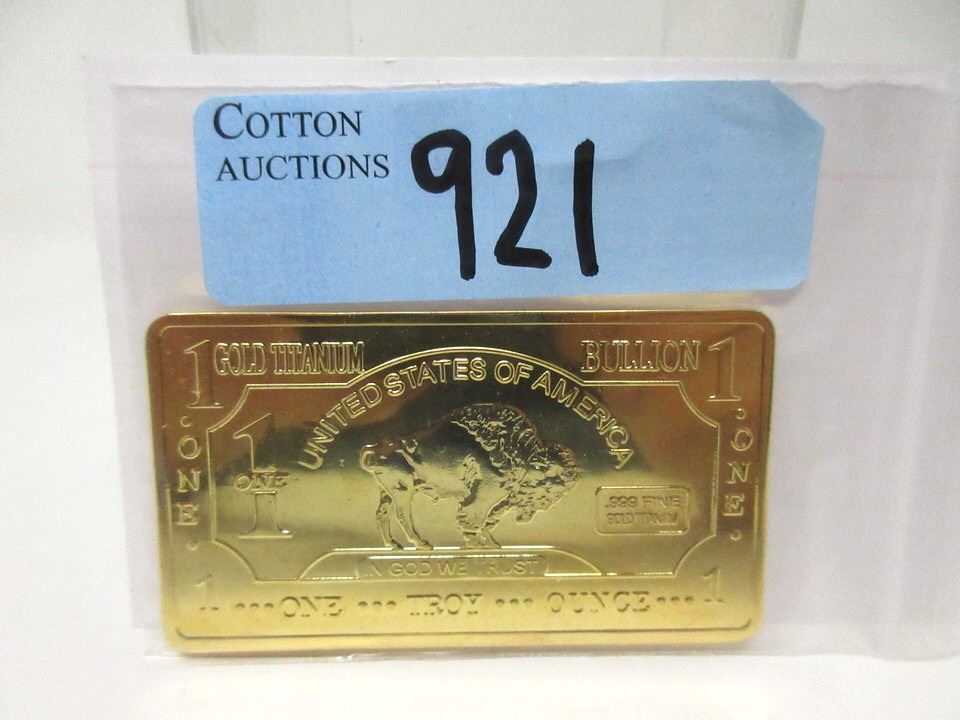 COTTON
AUCTIONS
921
1 GOLD TITANIUM BULLION 1
UNITED STATES OF AMERICA
ONE
1
ONE
ONE
.999 FINE
GOLD TITANIUM
IN GOD WE TRUST
1 ONE TROY OUNCE 1